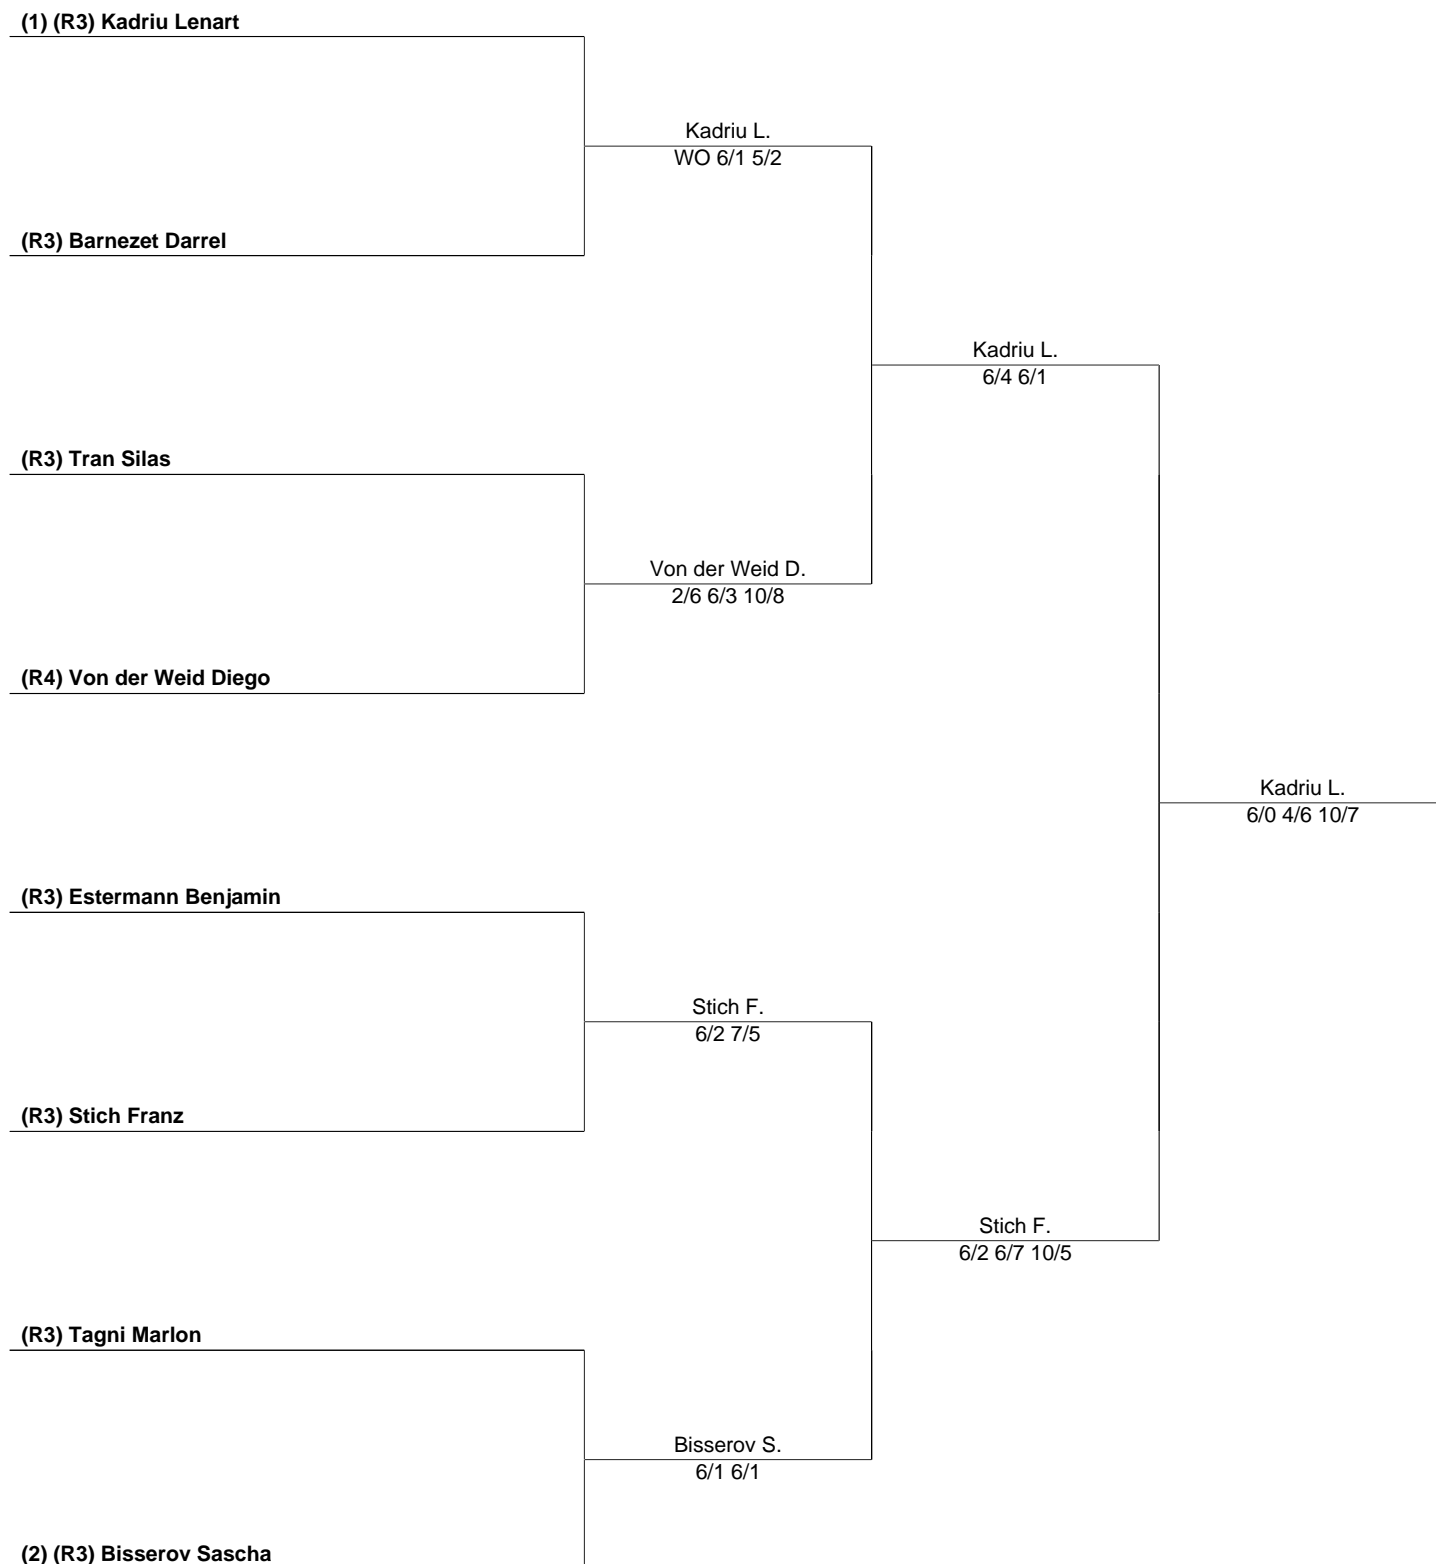 (1) (R3) Kadriu Lenart
Kadriu L.
WO 6/1 5/2
(R3) Barnezet Darrel
Kadriu L.
6/4 6/1
(R3) Tran Silas
Von der Weid D.
2/6 6/3 10/8
(R4) Von der Weid Diego
Kadriu L.
6/0 4/6 10/7
(R3) Estermann Benjamin
Stich F.
6/2 7/5
(R3) Stich Franz
Stich F.
6/2 6/7 10/5
(R3) Tagni Marlon
Bisserov S.
6/1 6/1
(2) (R3) Bisserov Sascha